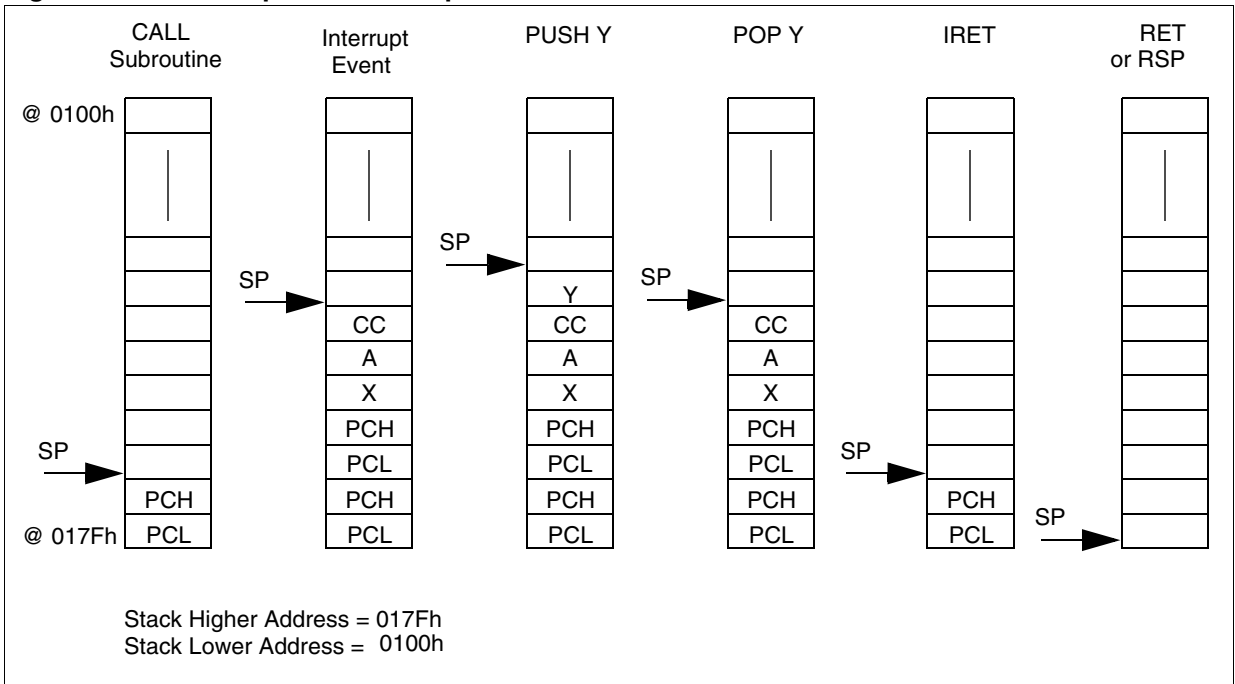 CALL
Subroutine
Interrupt
Event
PUSH Y
POP Y
IRET
RET
or RSP
@ 0100h
SP
SP
SP
Y
CC
CC
CC
A
A
A
X
X
X
PCH
PCH
PCH
SP
SP
PCL
PCL
PCL
PCH
PCH
PCH
PCH
PCH
SP
@ 017Fh
PCL
PCL
PCL
PCL
PCL
Stack Higher Address = 017Fh
Stack Lower Address = 0100h